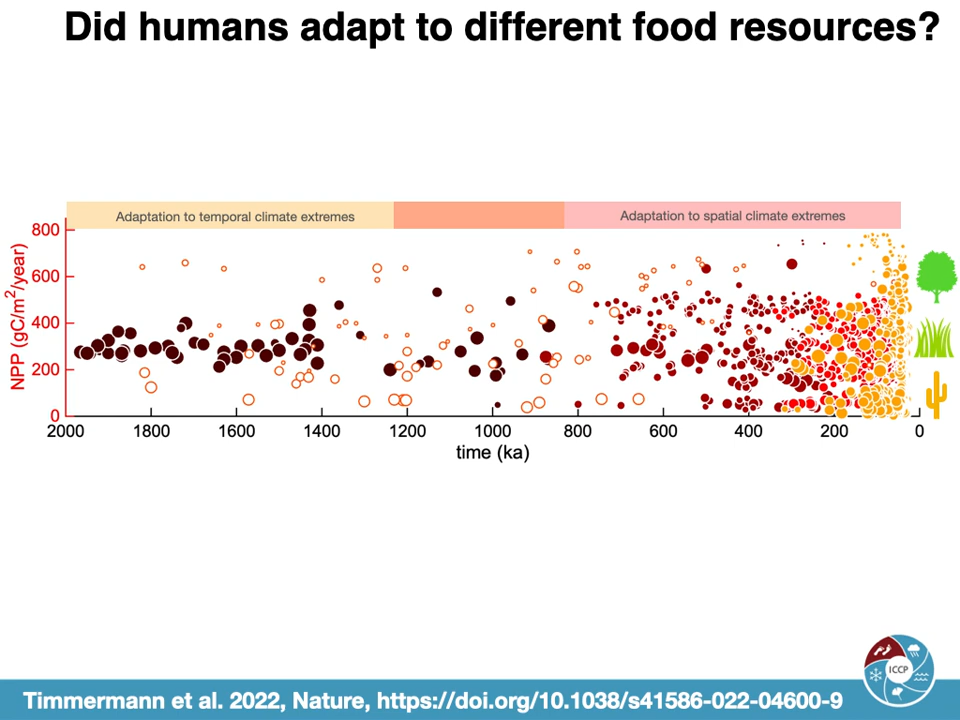 Did humans adapt to different food resources?
Adaptation to temporal climate extremes
Adaptation to spatial climate extremes
NPP (gC/m²/year)
800
600
400
200
0
2000 1800 1600 1400 1200 1000 800 600 400 200 0
time (ka)
ICCP
Timmermann et al. 2022, Nature, https://doi.org/10.1038/s41586-022-04600-9